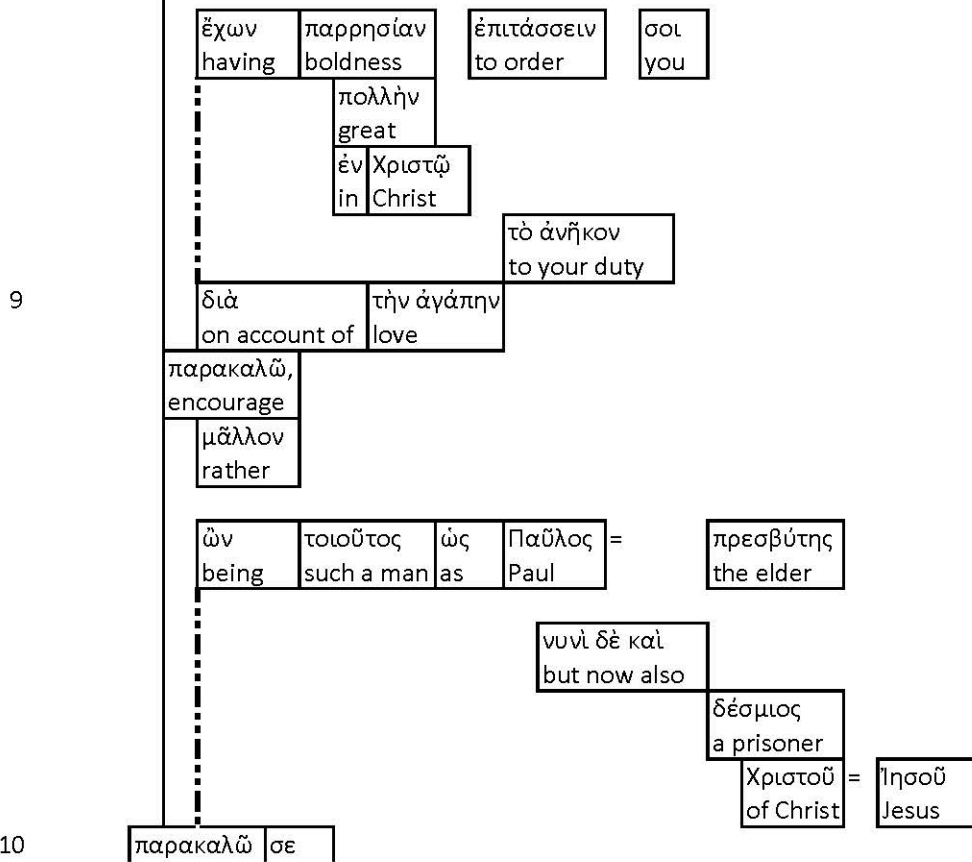 ἔχων παρρησίαν ἐπιτάσσειν σοι
having boldness to order you
πολλὴν
great
ἐν Χριστῷ
in Christ
τὸ ἀνῆκον
to your duty
9 διὰ τὴν ἀγάπην
on account of love
παρακαλῶ,
encourage
μᾶλλον
rather
ὢν τοιοῦτος ὡς Παῦλος = πρεσβύτης
being such a man as Paul the elder
νυνὶ δὲ καὶ
but now also
δέσμιος
a prisoner
Χριστοῦ = Ἰησοῦ
of Christ Jesus
10 παρακαλῶ σε